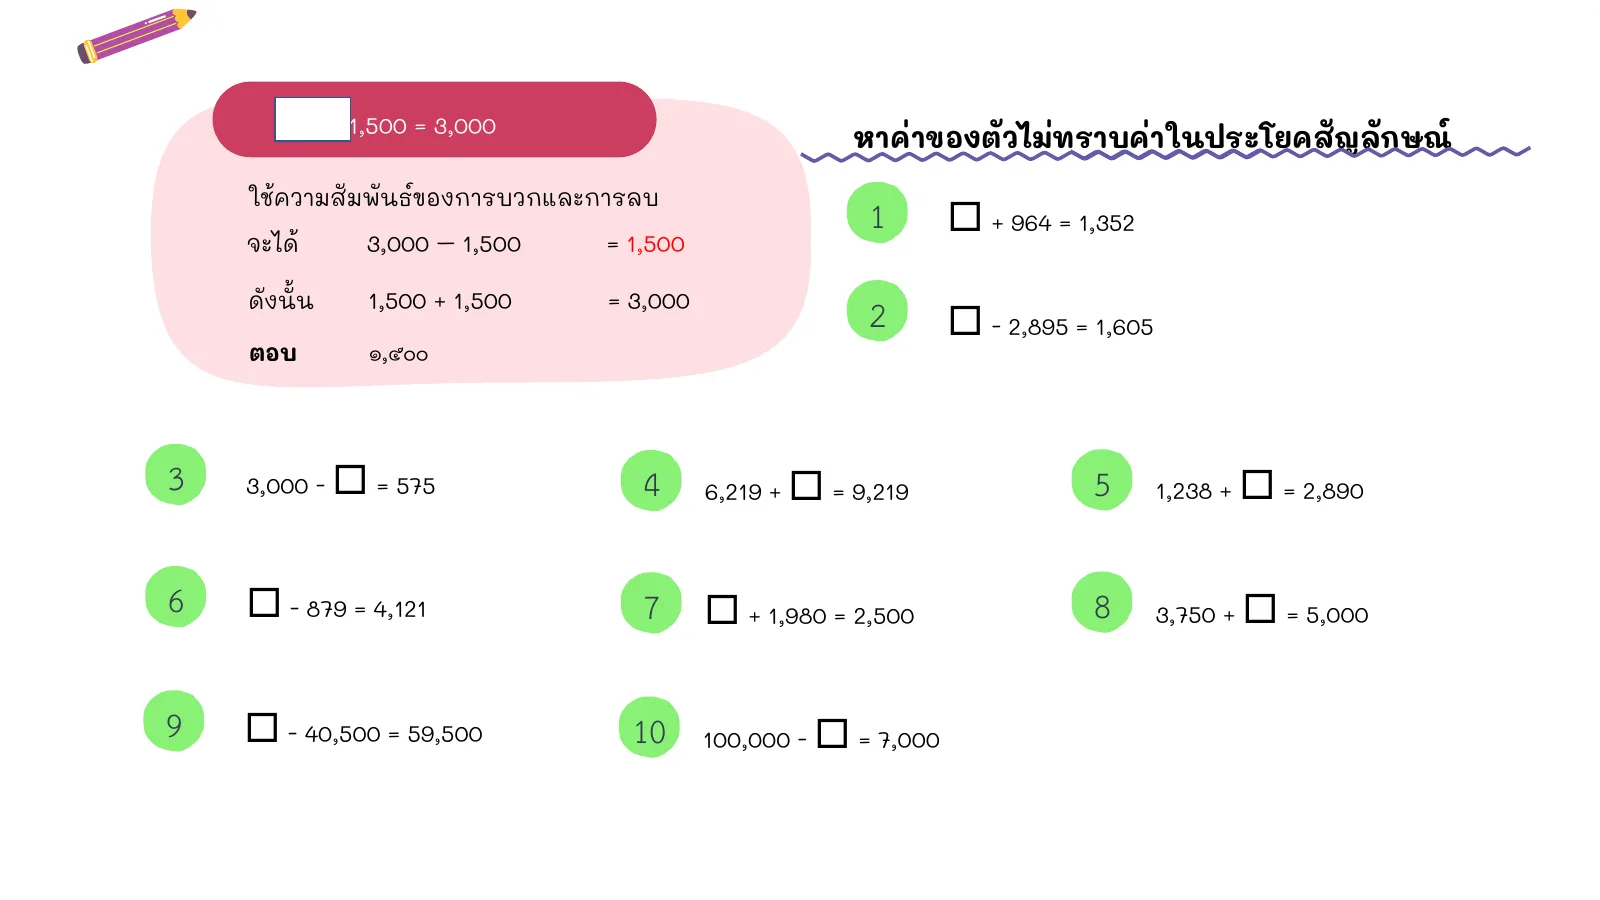 1,500 = 3,000
ใช้ความสัมพันธ์ของการบวกและการลบ
จะได้ 3,000 – 1,500 = 1,500
ดังนั้น 1,500 + 1,500 = 3,000
ตอบ ๑,๕๐๐
หาค่าของตัวไม่ทราบค่าในประโยคสัญลักษณ์
1 □ + 964 = 1,352
2 □ - 2,895 = 1,605
3 3,000 - □ = 575
4 6,219 + □ = 9,219
5 1,238 + □ = 2,890
6 □ - 879 = 4,121
7 □ + 1,980 = 2,500
8 3,750 + □ = 5,000
9 □ - 40,500 = 59,500
10 100,000 - □ = 7,000